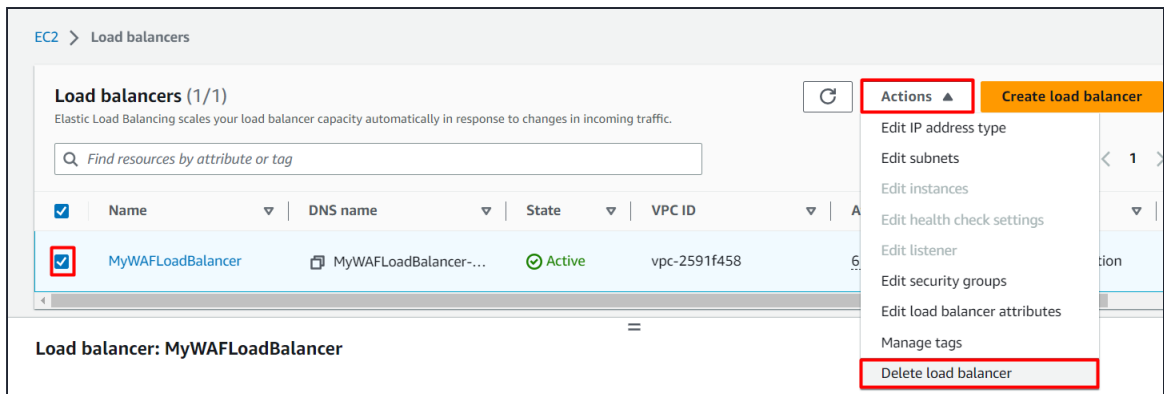 EC2 > Load balancers
Load balancers (1/1)
Actions ▲
Create load balancer
Elastic Load Balancing scales your load balancer capacity automatically in response to changes in incoming traffic.
Find resources by attribute or tag
1
Name
DNS name
State
VPC ID
A
MyWAFLoadBalancer
MyWAFLoadBalancer-...
Active
vpc-2591f458
6
tion
Edit IP address type
Edit subnets
Edit instances
Edit health check settings
Edit listener
Edit security groups
Edit load balancer attributes
Manage tags
Delete load balancer
Load balancer: MyWAFLoadBalancer